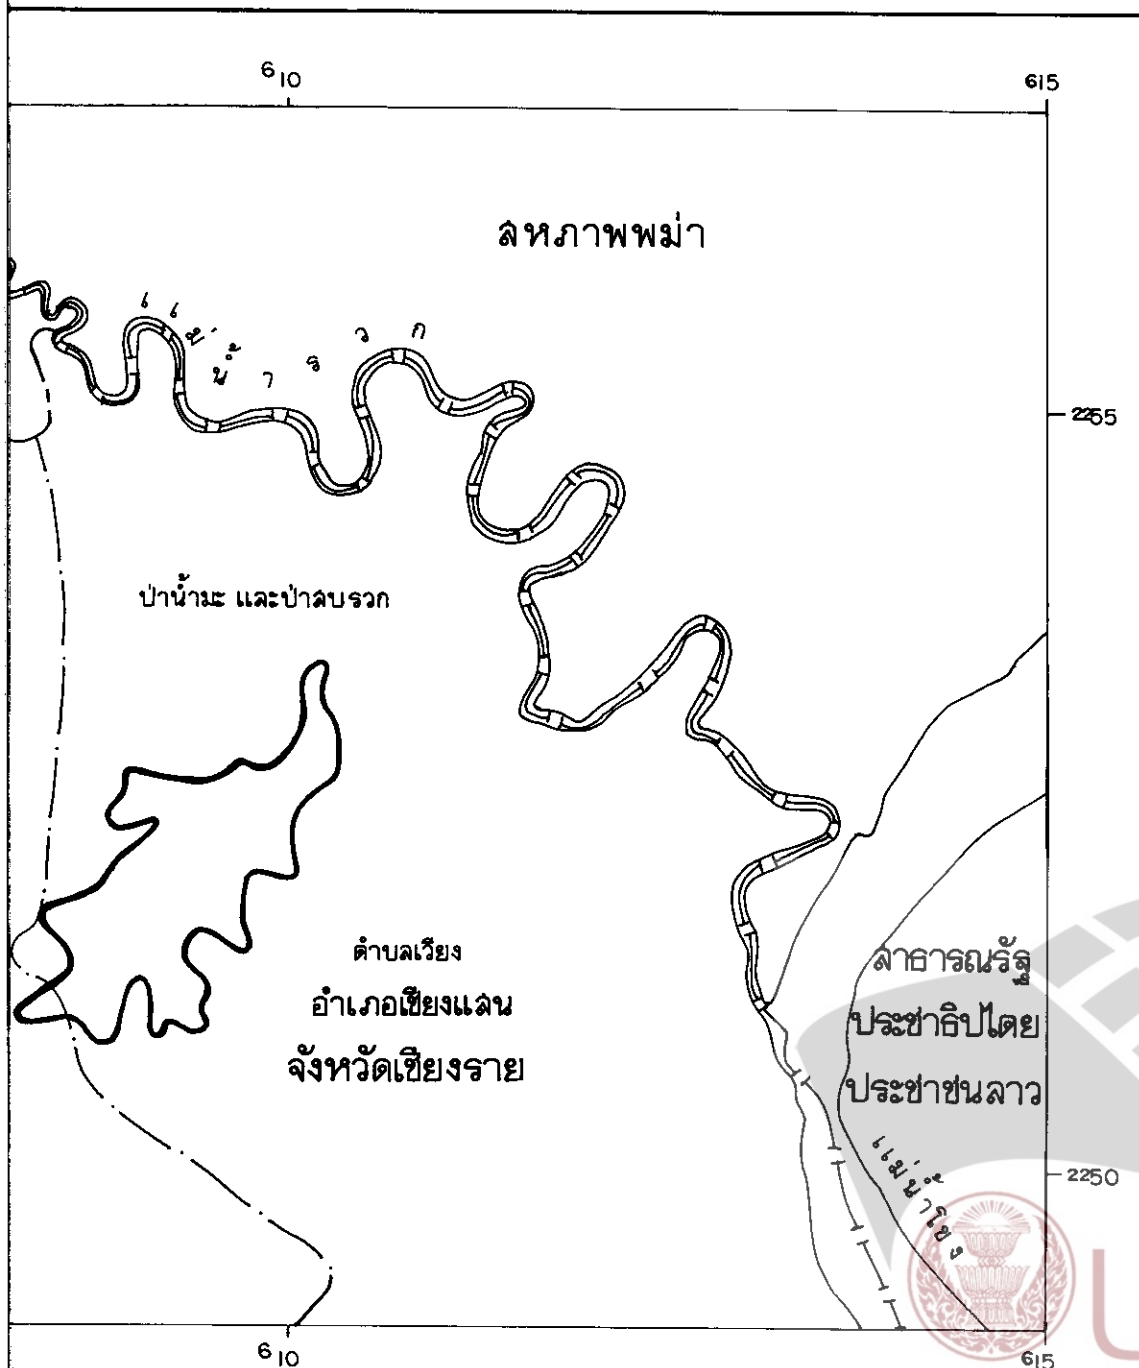 610 615
สหภาพพม่า
แม่น้ำรวก
2255
ป่าน้ำมะ และป่าสบรวก
ตำบลเวียง
อำเภอเชียงแสน
จังหวัดเชียงราย
สาธารณรัฐ
ประชาธิปไตย
ประชาชนลาว
แม่น้ำโขง
2250
610 615